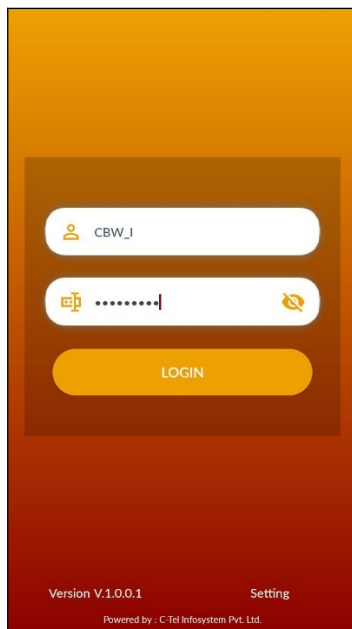 CBW_I
•••••••••
LOGIN
Version V.1.0.0.1 Setting
Powered by : C-Tel Infosystem Pvt. Ltd.